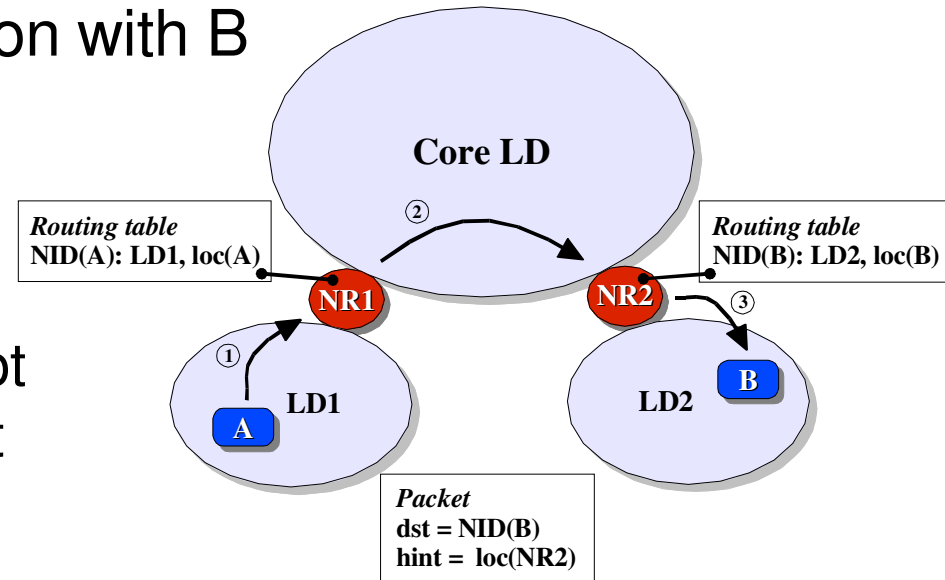 on with B
Core LD
②
Routing table
NID(A): LD1, loc(A)
Routing table
NID(B): LD2, loc(B)
NR1
NR2
③
①
LD1
A
LD2
B
Packet
dst = NID(B)
hint = loc(NR2)